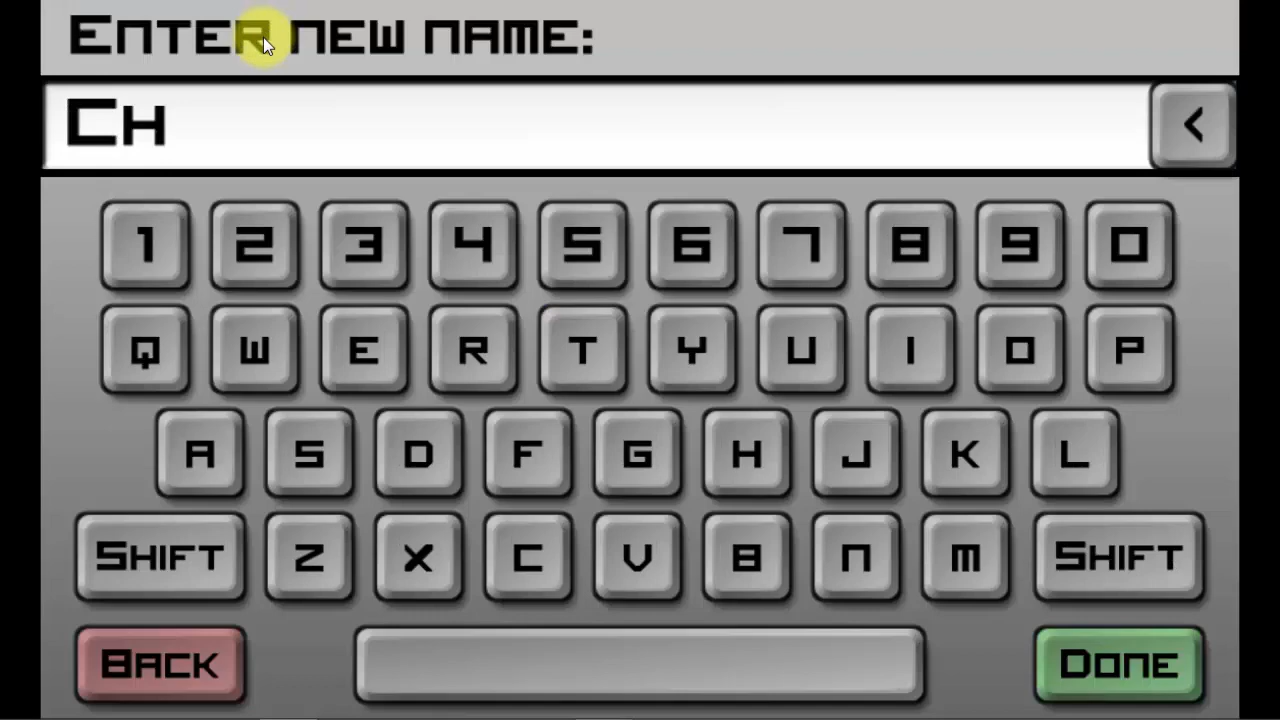 Enter new name:
Ch <
1 2 3 4 5 6 7 8 9 0
Q W E R T Y U I O P
A S D F G H J K L
Shift Z X C V B N M Shift
Back Done